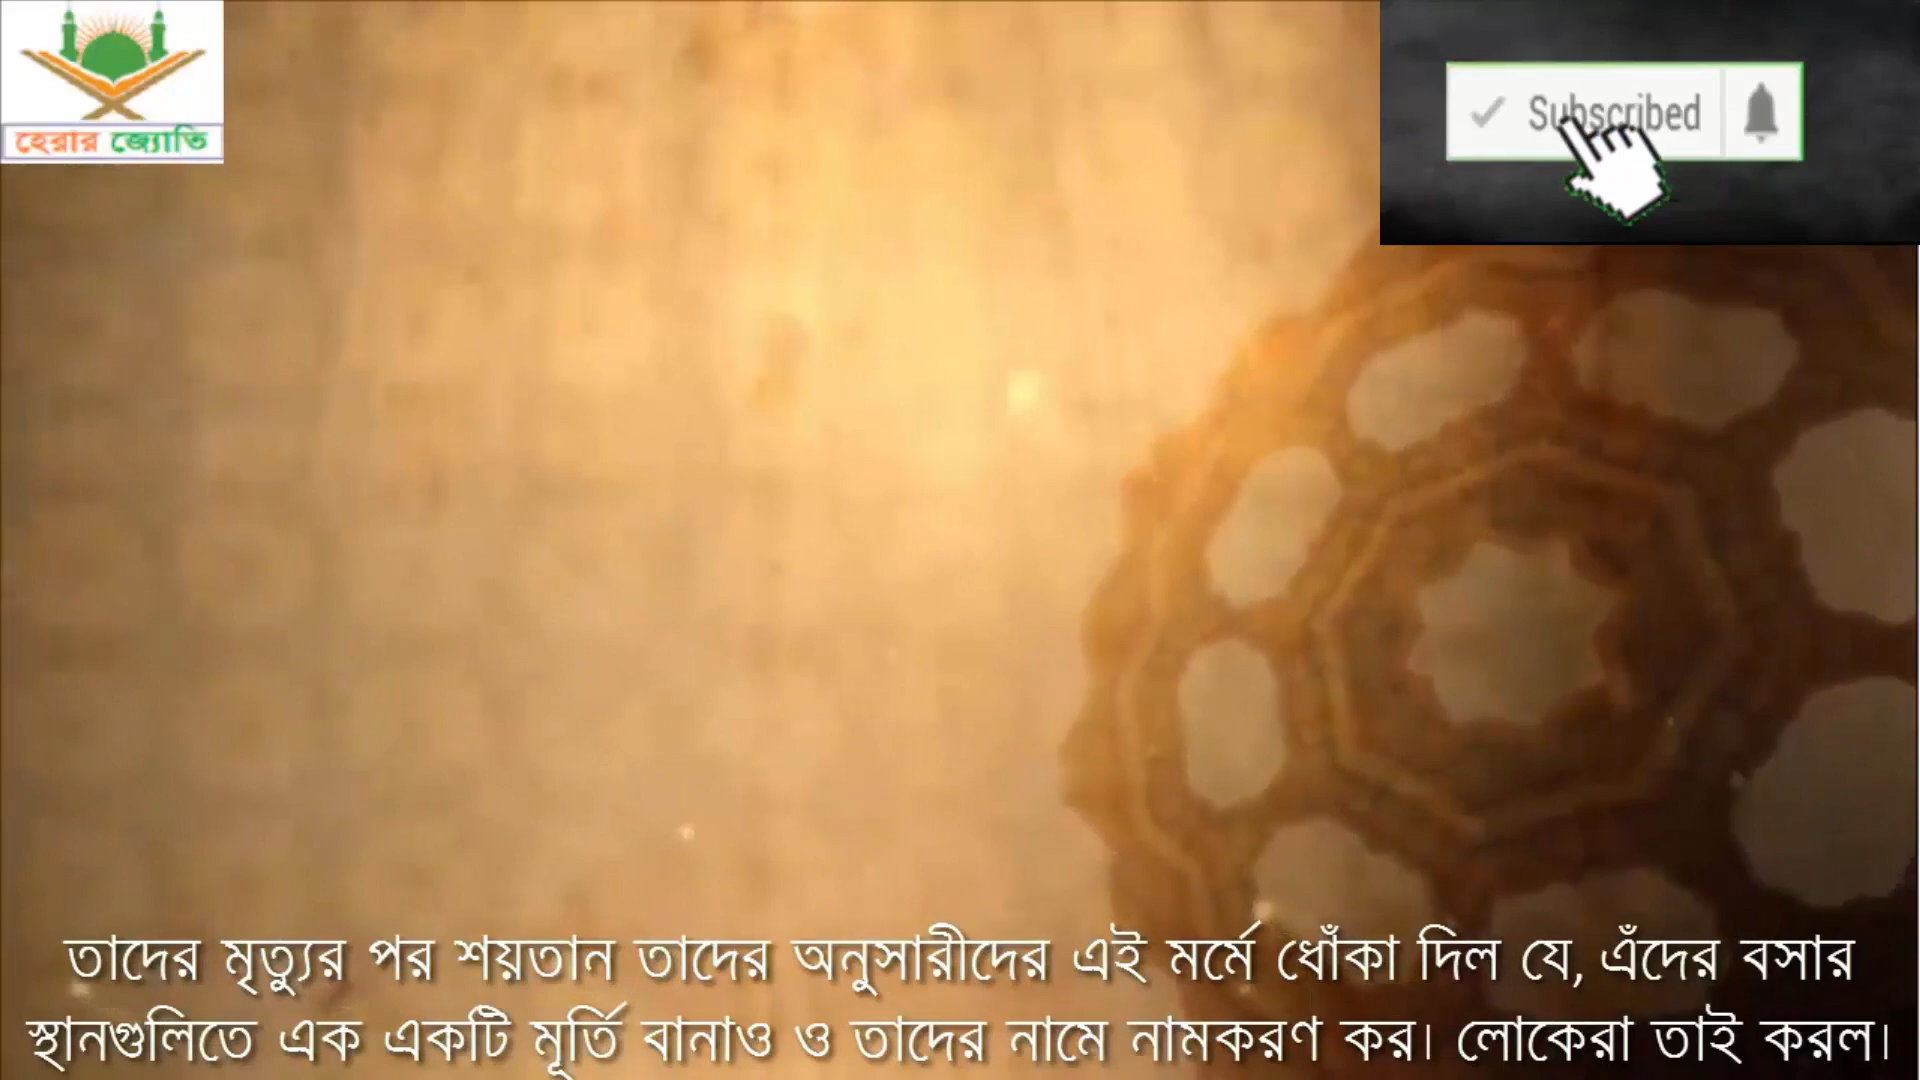 হেরার জ্যোতি
Subscribed
তাদের মৃত্যুর পর শয়তান তাদের অনুসারীদের এই মর্মে ধোঁকা দিল যে, এঁদের বসার
স্থানগুলিতে এক একটি মূর্তি বানাও ও তাদের নামে নামকরণ কর। লোকেরা তাই করল।